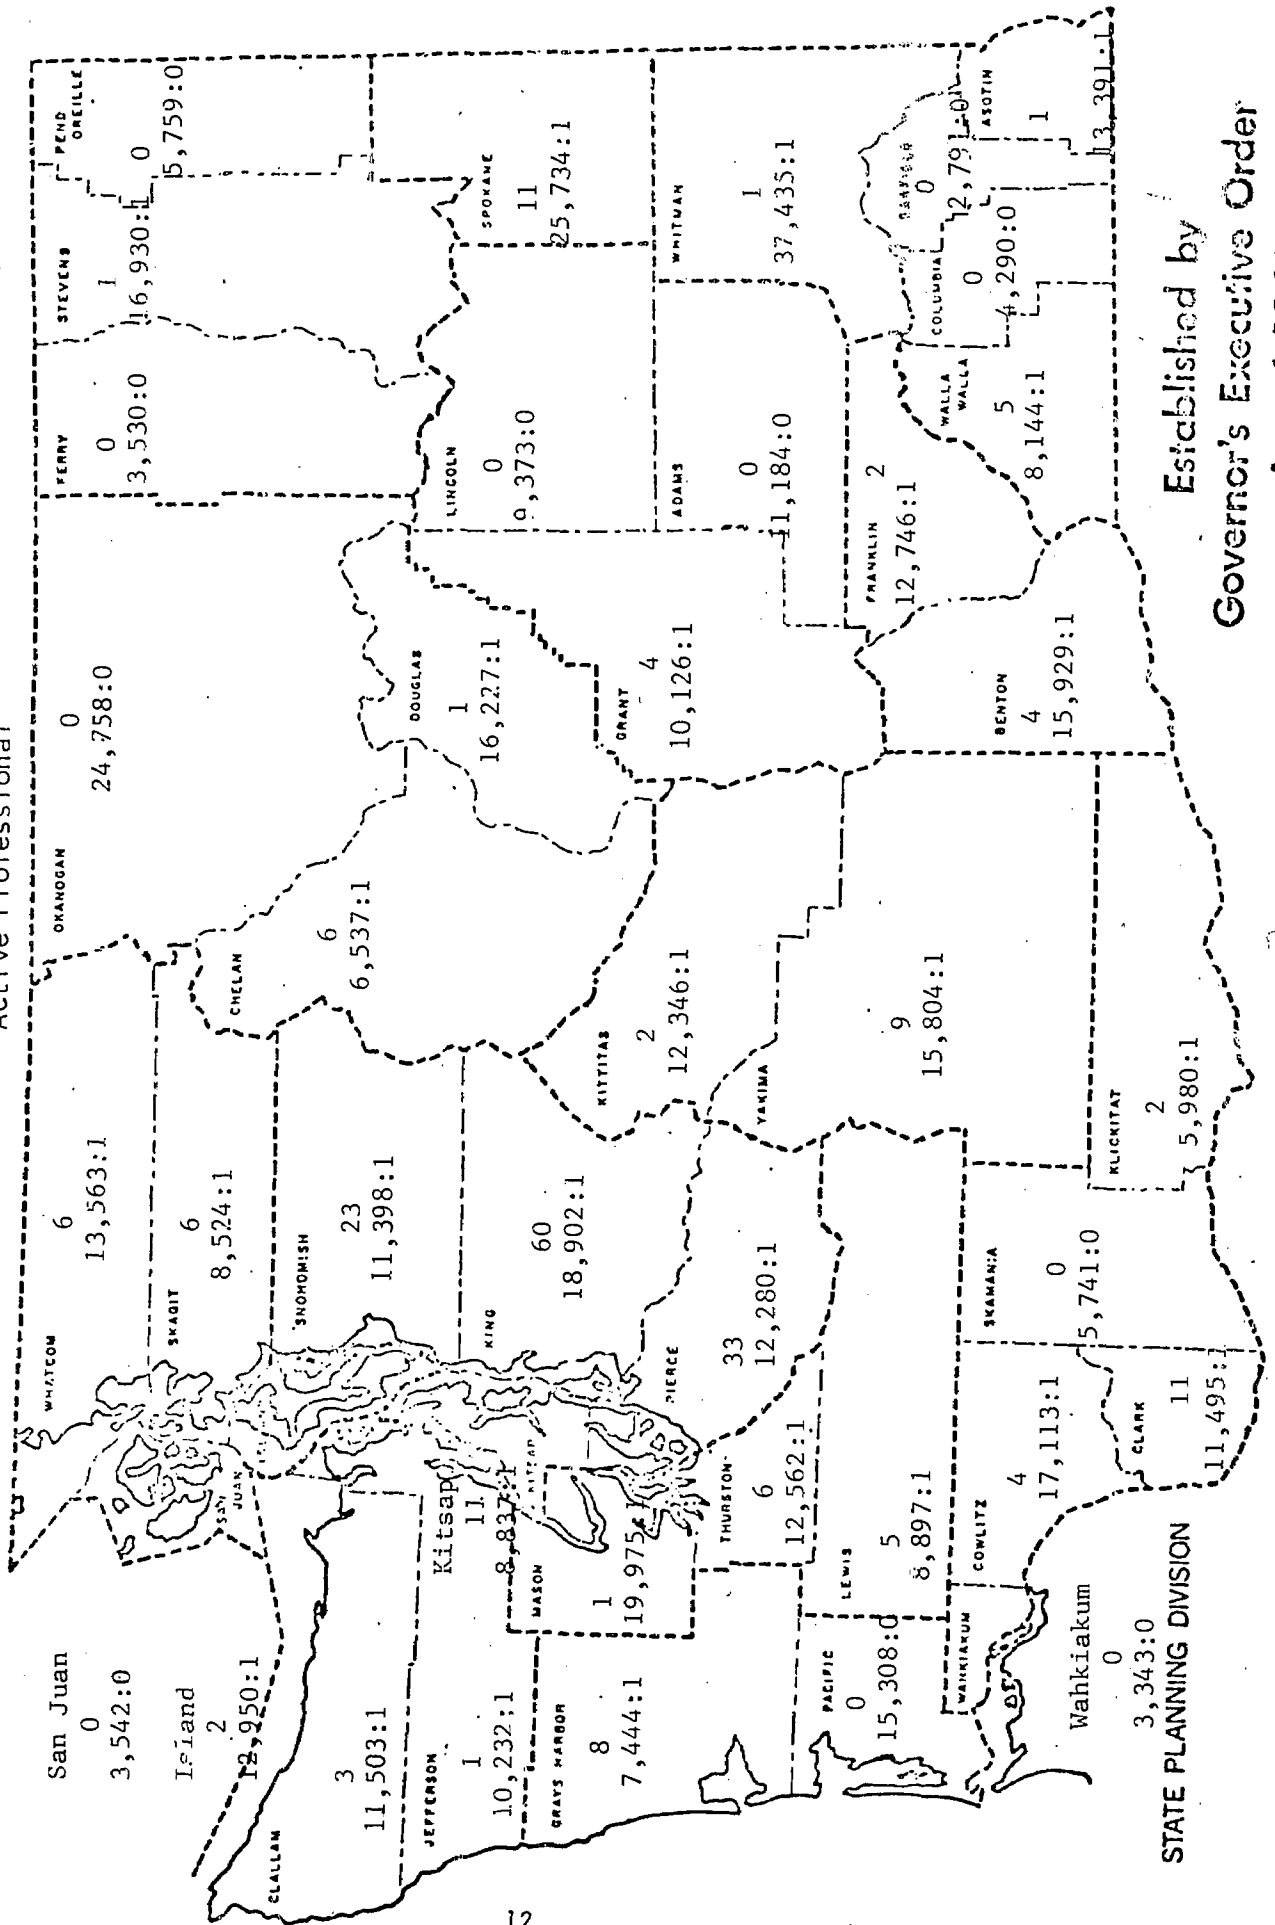 Active Professional
WHATCOM
6
13,563:1
SKAGIT
6
8,524:1
SNOHOMISH
23
11,398:1
KING
60
18,902:1
PIERCE
33
12,280:1
OKANOGAN
0
24,758:0
CHELAN
6
6,537:1
DOUGLAS
1
16,227:1
KITTITAS
2
12,346:1
GRANT
4
10,126:1
YAKIMA
9
15,804:1
KLICKITAT
2
5,980:1
BENTON
4
15,929:1
FERRY
0
3,530:0
STEVENS
1
16,930:1
PEND
OREILLE
0
5,759:0
LINCOLN
0
9,373:0
SPOKANE
11
25,734:1
ADAMS
0
11,184:0
WHITMAN
1
37,435:1
FRANKLIN
2
12,746:1
WALLA
WALLA
5
8,144:1
COLUMBIA
0
4,290:0
0
ASOTIN
1
13,391:1
San Juan
0
3,542:0
SAN
JUAN
Island
2
12,950:1
CLALLAM
3
11,503:1
JEFFERSON
1
10,232:1
Kitsap
11
8,837:1
KITSAP
MASON
1
19,975:1
GRAYS HARBOR
8
7,444:1
THURSTON
6
12,562:1
PACIFIC
0
15,308:0
LEWIS
5
8,897:1
WAHKIAKUM
COWLITZ
4
17,113:1
SKAMANIA
0
5,741:0
CLARK
11
11,495:1
Wahkiakum
0
3,343:0
STATE PLANNING DIVISION
Established by
Governor's Executive Order
12